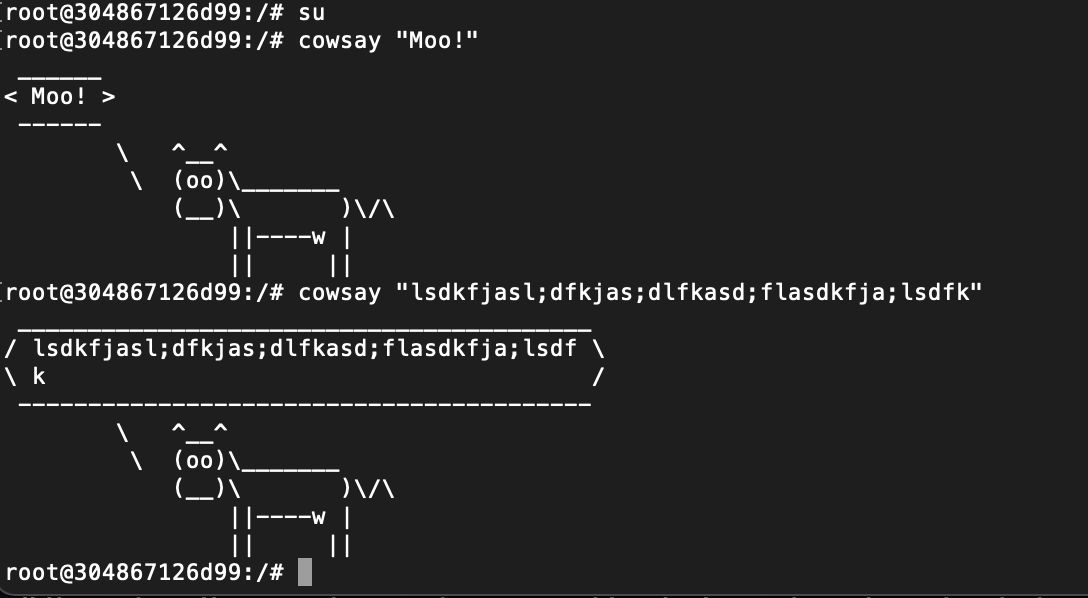 root@304867126d99:/# su
root@304867126d99:/# cowsay "Moo!"
 ______
< Moo! >
 ------
        \   ^__^
         \  (oo)\_______
            (__)\       )\/\
                ||----w |
                ||     ||
root@304867126d99:/# cowsay "lsdkfjasl;dfkjas;dlfkasd;flasdkfja;lsdfk"
 _________________________________________
/ lsdkfjasl;dfkjas;dlfkasd;flasdkfja;lsdf \
\ k                                       /
 -----------------------------------------
        \   ^__^
         \  (oo)\_______
            (__)\       )\/\
                ||----w |
                ||     ||
root@304867126d99:/#